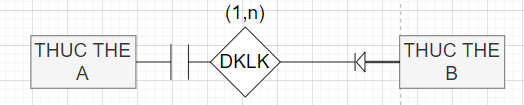 (1,n)
THUC THE
A
DKLK
THUC THE
B